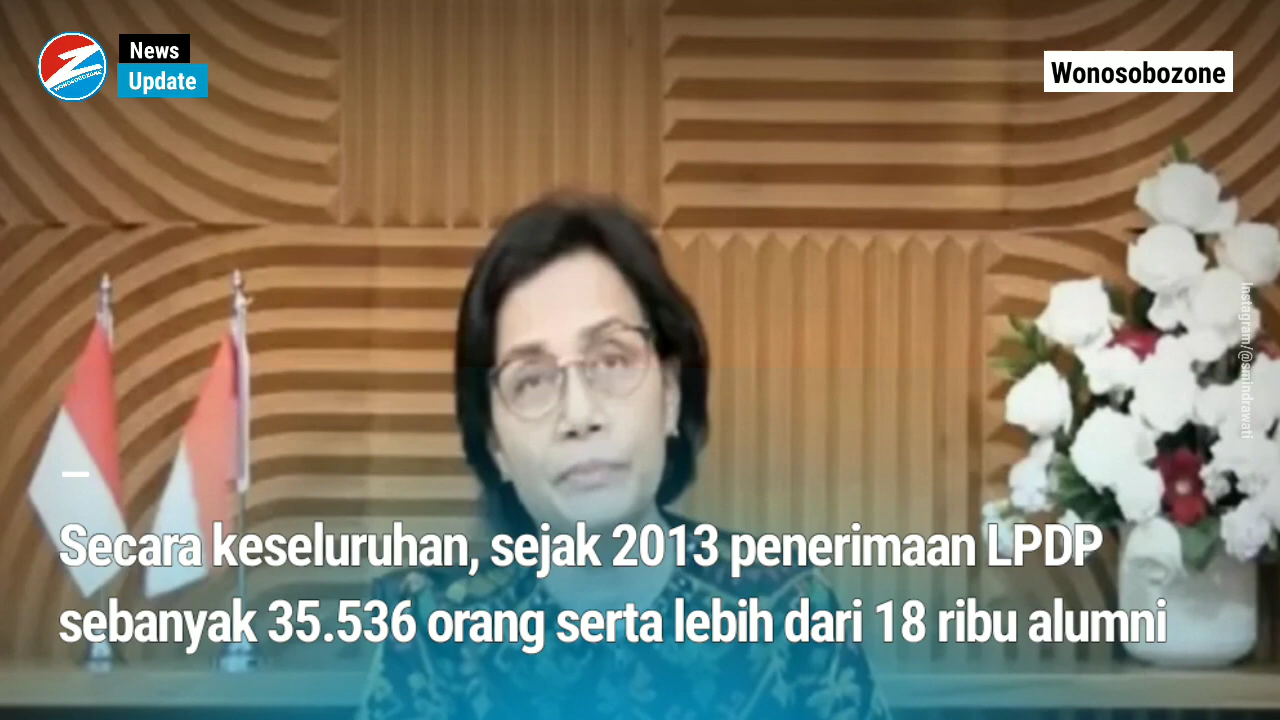 WONOSOBOZONE
News
Update
Wonosobozone
Instagram/@smindrawati
Secara keseluruhan, sejak 2013 penerimaan LPDP
sebanyak 35.536 orang serta lebih dari 18 ribu alumni